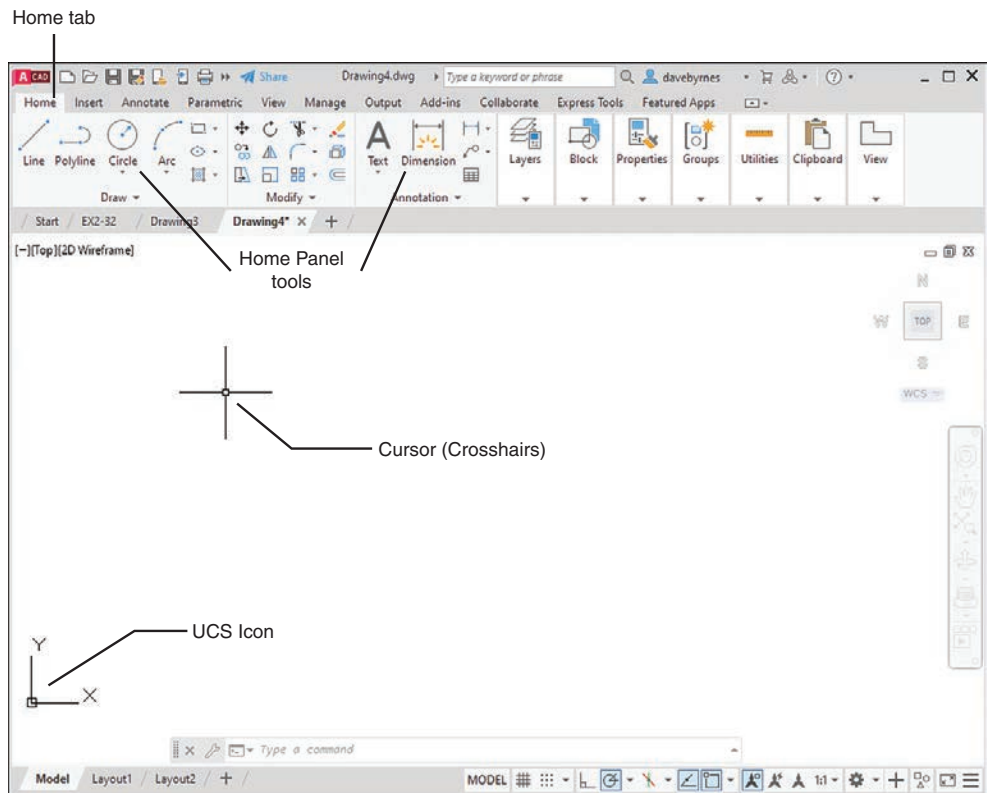 Home tab
A CAD Share Drawing4.dwg Type a keyword or phrase davebyrnes
Home Insert Annotate Parametric View Manage Output Add-ins Collaborate Express Tools Featured Apps
Line Polyline Circle Arc Text Dimension Layers Block Properties Groups Utilities Clipboard View
Draw Modify Annotation
Start EX2-32 Drawing3 Drawing4* +
[−][Top][2D Wireframe]
Home Panel
tools
N
W TOP E
S
WCS
Cursor (Crosshairs)
UCS Icon
Y
X
Type a command
Model Layout1 Layout2 + MODEL 1:1